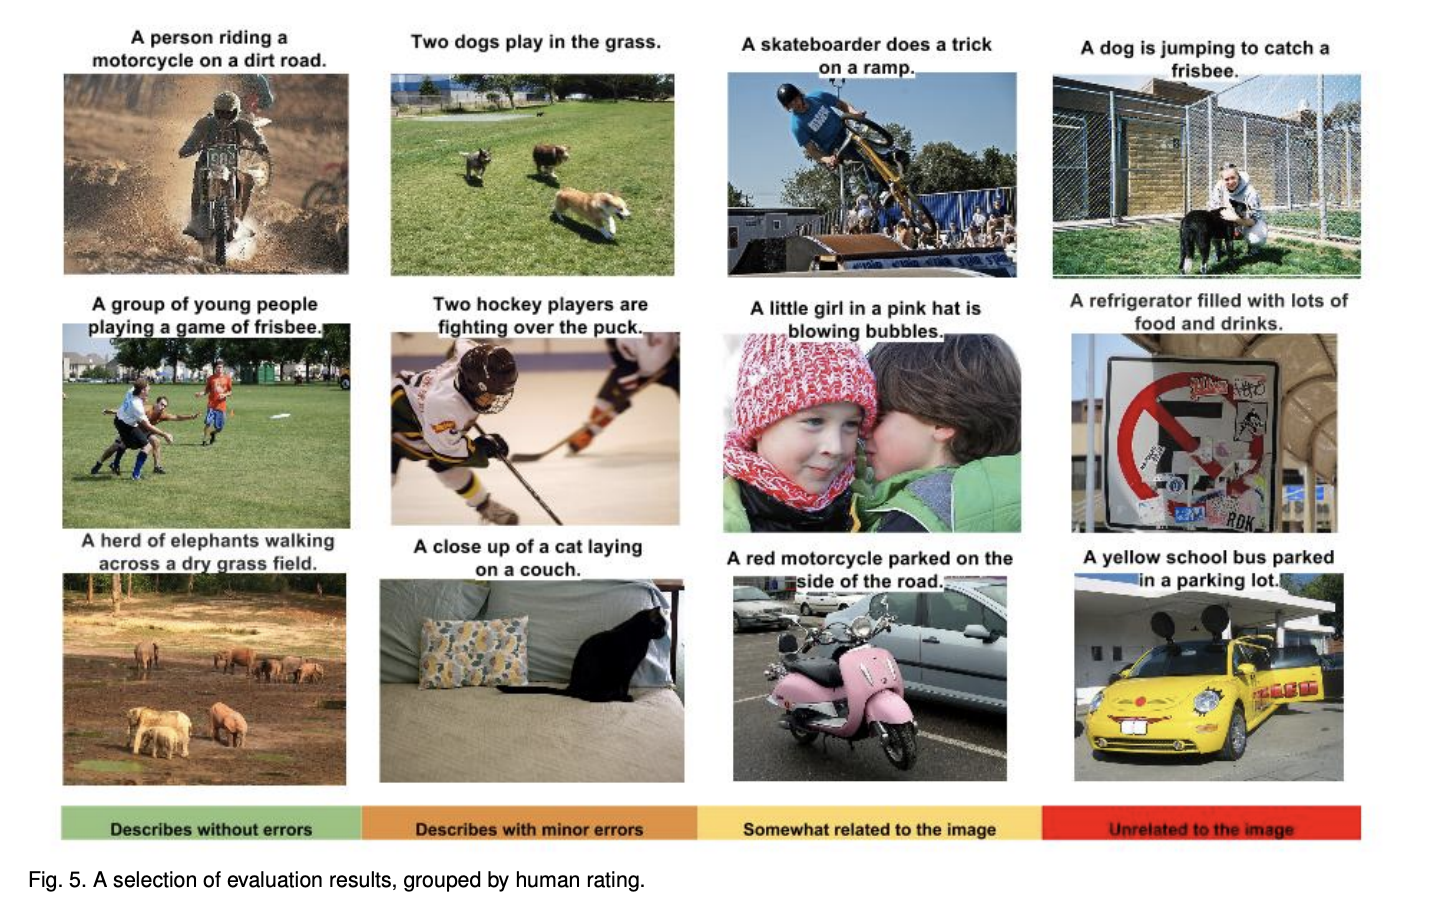 A person riding a
motorcycle on a dirt road.
Two dogs play in the grass.
A skateboarder does a trick
on a ramp.
A dog is jumping to catch a
frisbee.
A group of young people
playing a game of frisbee.
Two hockey players are
fighting over the puck.
A little girl in a pink hat is
blowing bubbles.
A refrigerator filled with lots of
food and drinks.
RDK
A herd of elephants walking
across a dry grass field.
A close up of a cat laying
on a couch.
A red motorcycle parked on the
side of the road.
A yellow school bus parked
in a parking lot.
Describes without errors
Describes with minor errors
Somewhat related to the image
Unrelated to the image
Fig. 5. A selection of evaluation results, grouped by human rating.